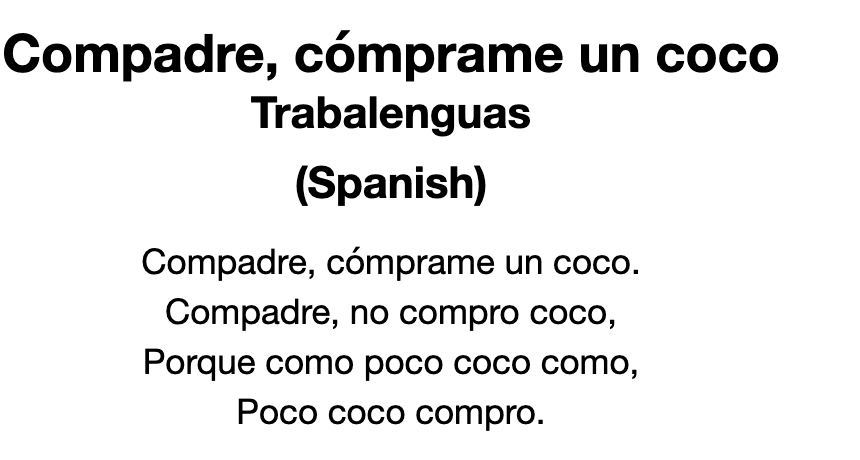 Compadre, cómprame un coco
Trabalenguas
(Spanish)
Compadre, cómprame un coco.
Compadre, no compro coco,
Porque como poco coco como,
Poco coco compro.